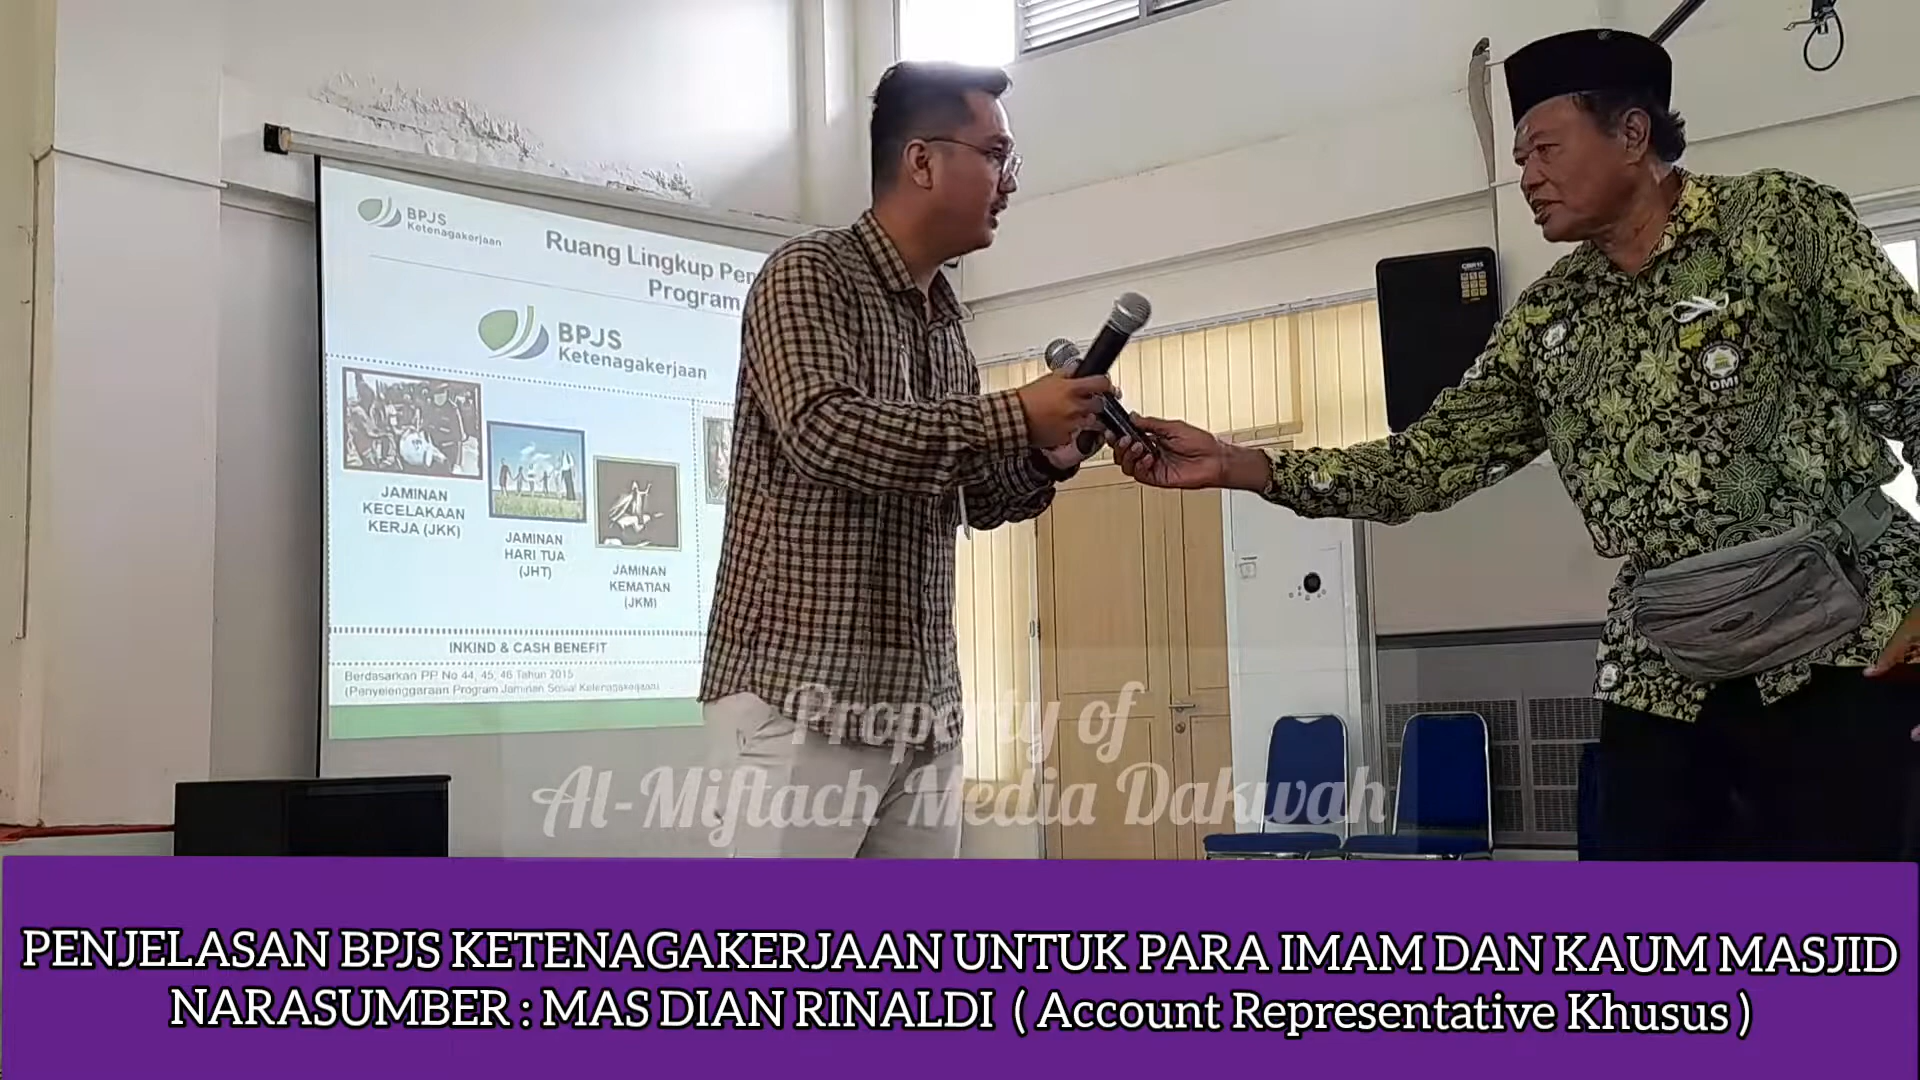 BPJS
Ketenagakerjaan
Ruang Lingkup
Program
BPJS
Ketenagakerjaan
JAMINAN
KECELAKAAN
KERJA (JKK)
JAMINAN
HARI TUA
(JHT)
JAMINAN
KEMATIAN
(JKM)
INKIND & CASH BENEFIT
Berdasarkan PP No 44, 45, 46 Tahun 2015
(Penyelenggaraan Program Jaminan Sosial Ketenagakerjaan)
DMI
DMI
Property of
Al-Miftach Media Dakwah
PENJELASAN BPJS KETENAGAKERJAAN UNTUK PARA IMAM DAN KAUM MASJID
NARASUMBER : MAS DIAN RINALDI ( Account Representative Khusus )